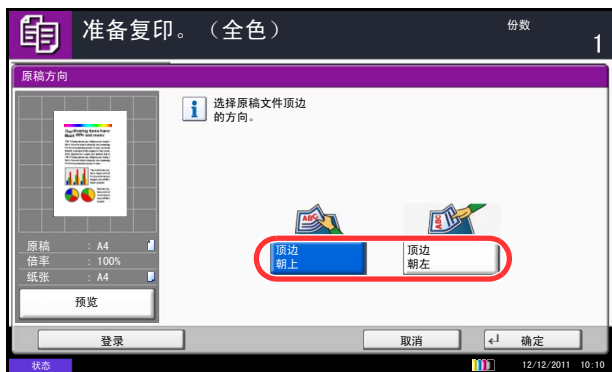 准备复印。（全色）
份数
1
原稿方向
选择原稿文件顶边
的方向。
ABC
ABC
顶边
朝上
顶边
朝左
原稿 : A4
倍率 : 100%
纸张 : A4
预览
登录
取消
确定
状态
12/12/2011 10:10